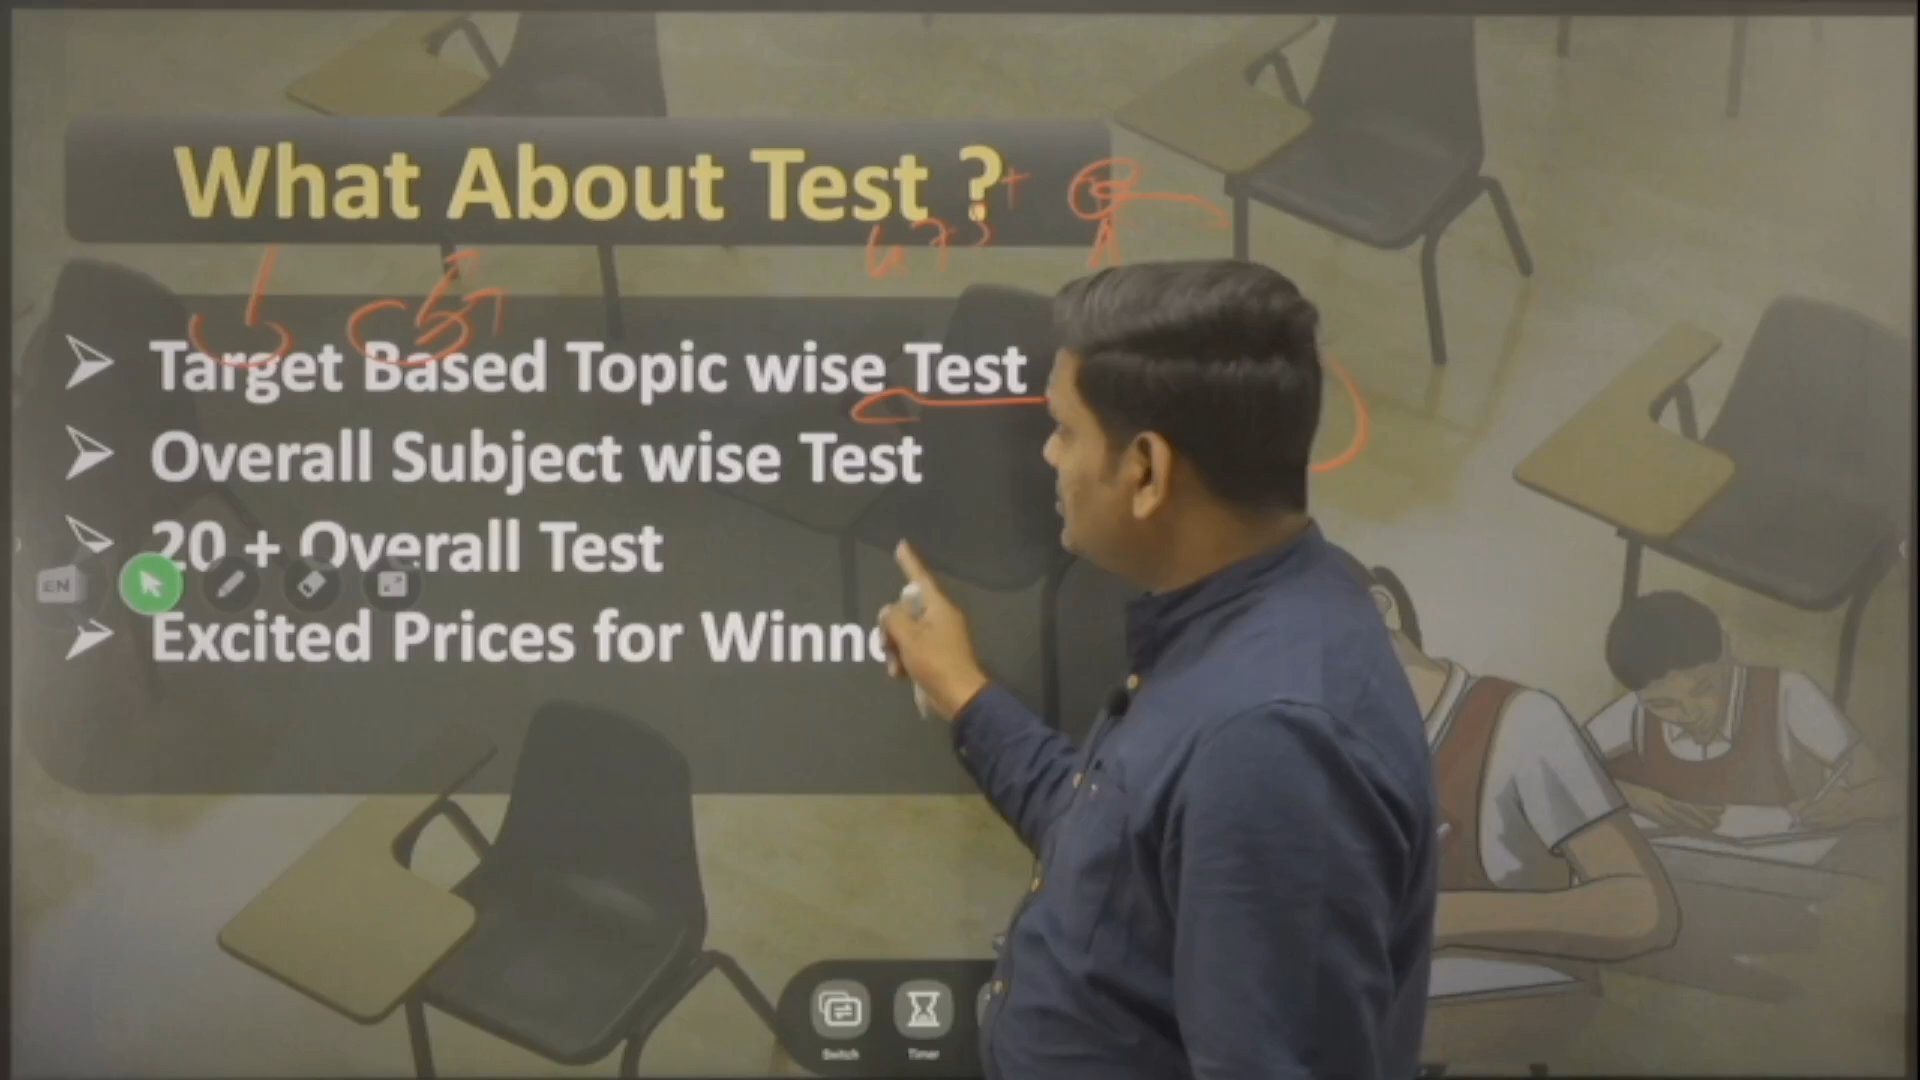 What About Test ?
Target Based Topic wise Test
Overall Subject wise Test
20 + Overall Test
EN
Excited Prices for
Switch
Timer